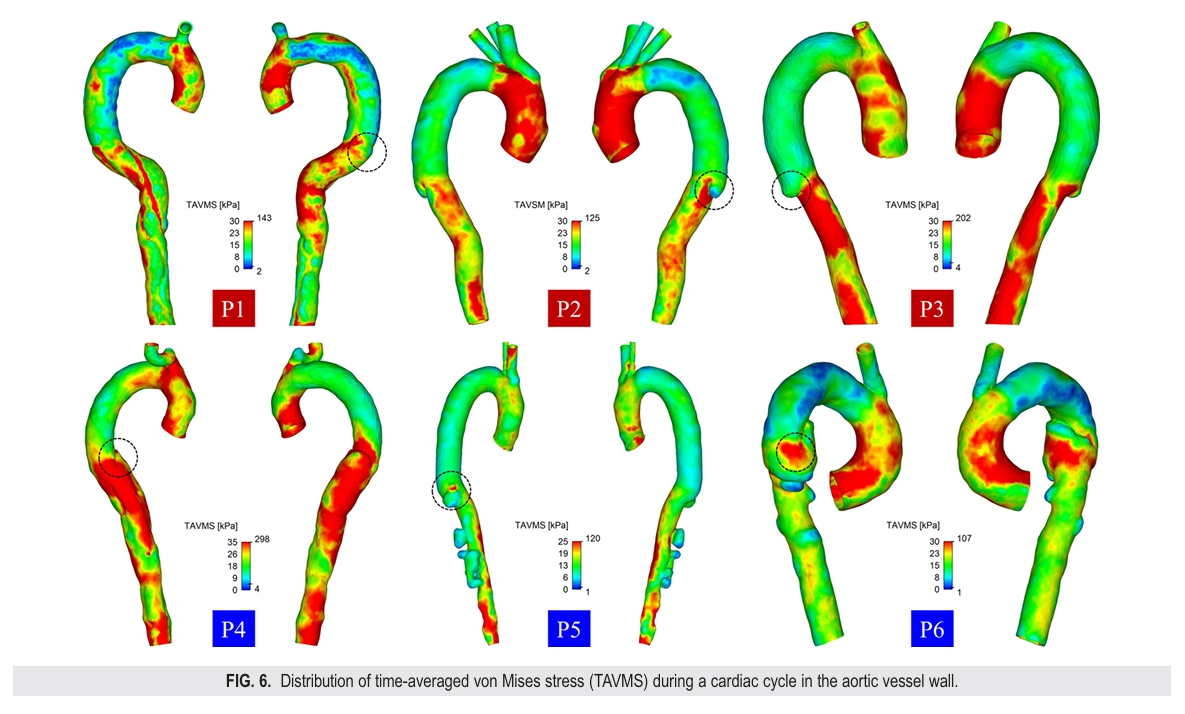 TAVMS [kPa]
30 143
23
15
8
0 2
P1
TAVSM [kPa]
30 125
23
15
8
0 2
P2
TAVMS [kPa]
30 202
23
15
8
0 4
P3
TAVMS [kPa]
35 298
26
18
9
0 4
P4
TAVMS [kPa]
25 120
19
13
6
0 1
P5
TAVMS [kPa]
30 107
23
15
8
0 1
P6
FIG. 6. Distribution of time-averaged von Mises stress (TAVMS) during a cardiac cycle in the aortic vessel wall.